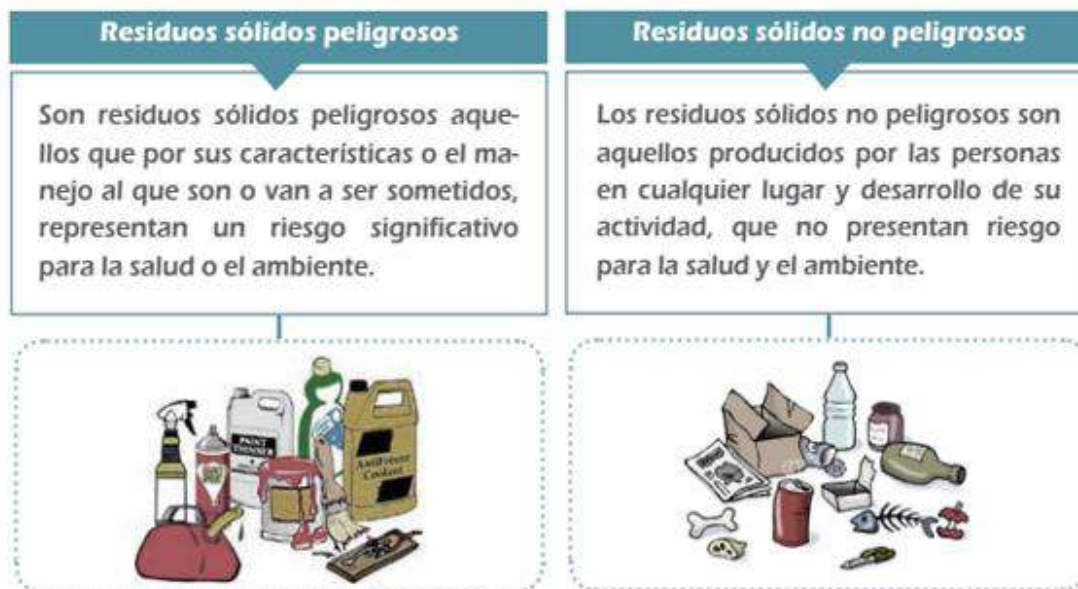 Residuos sólidos peligrosos
Son residuos sólidos peligrosos aque-
llos que por sus características o el ma-
nejo al que son o van a ser sometidos,
representan un riesgo significativo
para la salud o el ambiente.
Residuos sólidos no peligrosos
Los residuos sólidos no peligrosos son
aquellos producidos por las personas
en cualquier lugar y desarrollo de su
actividad, que no presentan riesgo
para la salud y el ambiente.
PAINT
THINNER
Antifreeze
Coolant